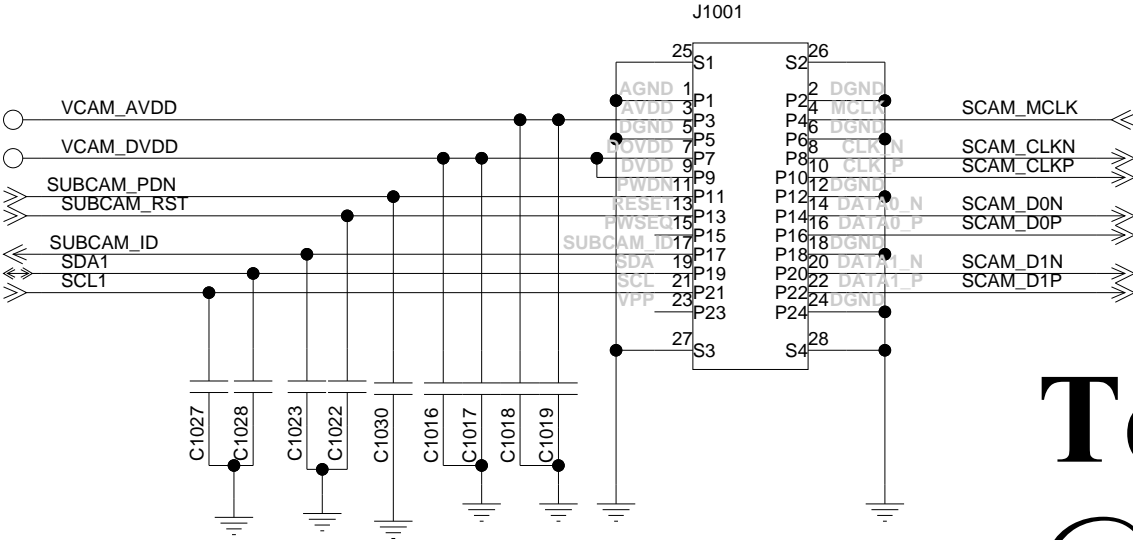 J1001
25 S1 S2 26
AGND 1 P1 P2 2 DGND
VCAM_AVDD AVDD 3 P3 P4 4 MCLK SCAM_MCLK
DGND 5 P5 P6 6 DGND
VCAM_DVDD DOVDD 7 P7 P8 8 CLK_N SCAM_CLKN
DVDD 9 P9 P10 10 CLK_P SCAM_CLKP
SUBCAM_PDN PWDN 11 P11 P12 12 DGND
SUBCAM_RST RESET 13 P13 P14 14 DATA0_N SCAM_D0N
PWSEQ 15 P15 P16 16 DATA0_P SCAM_D0P
SUBCAM_ID SUBCAM_ID 17 P17 P18 18 DGND
SDA1 SDA 19 P19 P20 20 DATA1_N SCAM_D1N
SCL1 SCL 21 P21 P22 22 DATA1_P SCAM_D1P
VPP 23 P23 P24 24 DGND
27 S3 S4 28
C1027 C1028 C1023 C1022 C1030 C1016 C1017 C1018 C1019